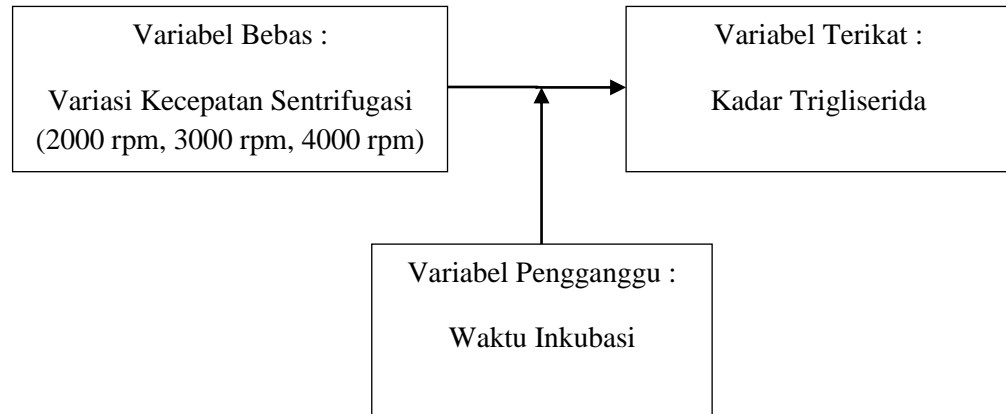 Variabel Bebas :
Variasi Kecepatan Sentrifugasi
(2000 rpm, 3000 rpm, 4000 rpm)
Variabel Terikat :
Kadar Trigliserida
Variabel Pengganggu :
Waktu Inkubasi